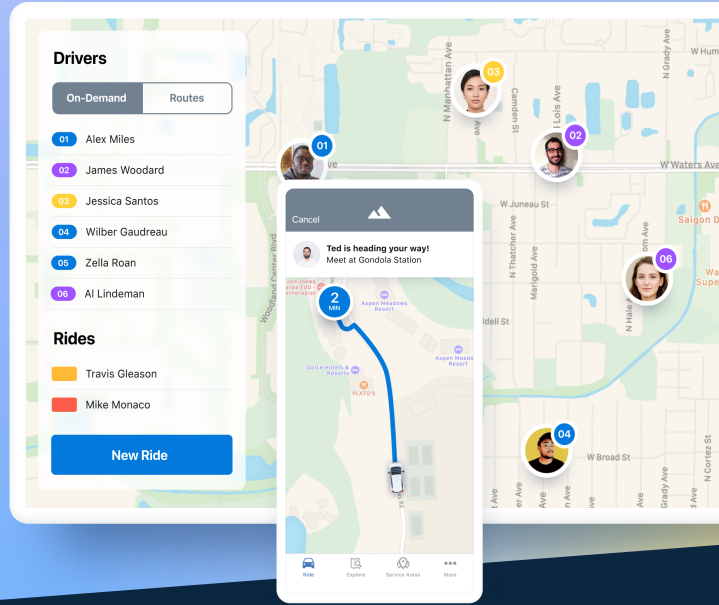 Drivers
On-Demand
Routes
01 Alex Miles
02 James Woodard
03 Jessica Santos
04 Wilber Gaudreau
05 Zella Roan
06 Al Lindeman
Rides
Travis Gleason
Mike Monaco
New Ride
01
02
03
04
06
N Manhattan Ave
Camden St
N Grady Ave
W Hum
W Waters Ave
W Juneau St
N Thatcher Ave
Marigold Ave
Saigon D
Supe
Idell St
Woodland Center Blvd
W Broad St
N Cortez St
Grady Ave
Cancel
Ted is heading your way!
Meet at Gondola Station
2
MIN
Aspen Meadows
Resort
Aspen Meado
Resort
Dolce Hotels &
Resorts
PLATO'S
Ride
Explore
Service Areas
More